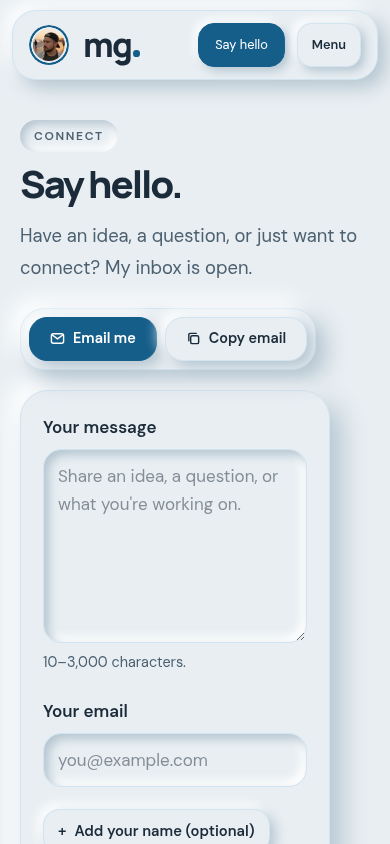 mg.
Say hello
Menu
CONNECT
Say hello.
Have an idea, a question, or just want to
connect? My inbox is open.
Email me
Copy email
Your message
Share an idea, a question, or
what you're working on.
10–3,000 characters.
Your email
you@example.com
+ Add your name (optional)